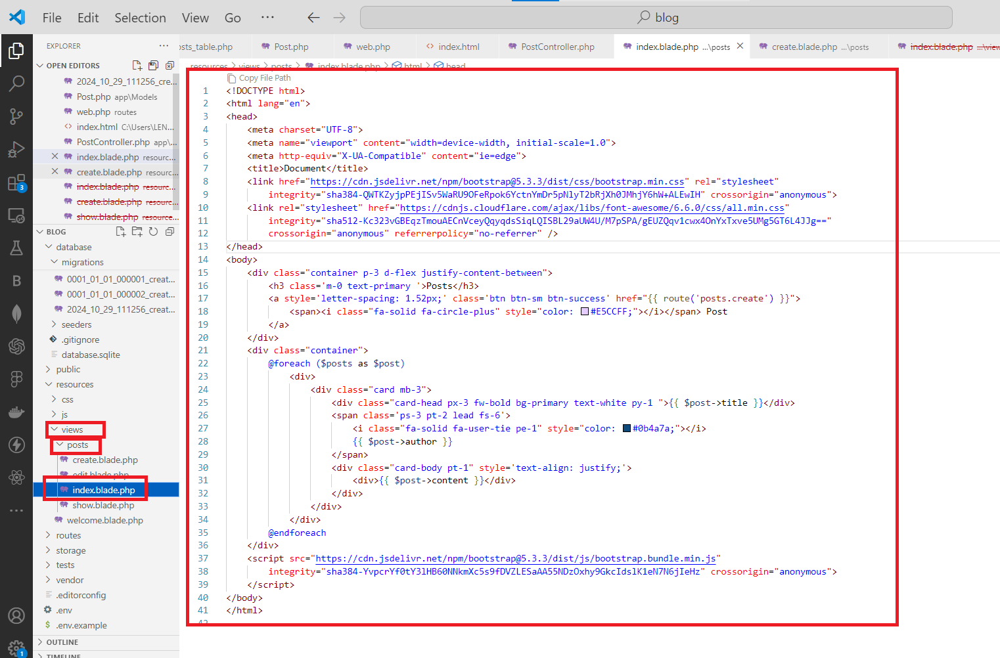 File Edit Selection View Go ··· blog
EXPLORER ···
osts_table.php Post.php web.php index.html PostController.php index.blade.php ...\posts create.blade.php ...\posts index.blade.php ...\view
OPEN EDITORS
2024_10_29_111256_cre...
Post.php app\Models
web.php routes
index.html C:\Users\LEN...
PostController.php app\...
index.blade.php resourc...
create.blade.php resourc...
index.blade.php resourc...
create.blade.php resourc...
show.blade.php resource...
BLOG
database
migrations
0001_01_01_000001_creat...
0001_01_01_000002_creat...
2024_10_29_111256_creat...
seeders
.gitignore
database.sqlite
public
resources
css
js
views
posts
create.blade.php
edit.blade.php
index.blade.php
show.blade.php
welcome.blade.php
routes
storage
tests
vendor
.editorconfig
.env
.env.example
OUTLINE
TIMELINE
resources > views > posts > index.blade.php > html > head
Copy File Path
1 <!DOCTYPE html>
2 <html lang="en">
3 <head>
4 <meta charset="UTF-8">
5 <meta name="viewport" content="width=device-width, initial-scale=1.0">
6 <meta http-equiv="X-UA-Compatible" content="ie=edge">
7 <title>Document</title>
8 <link href="https://cdn.jsdelivr.net/npm/bootstrap@5.3.3/dist/css/bootstrap.min.css" rel="stylesheet"
9 integrity="sha384-QWTKZyjpPEjISv5WaRU9OFeRpok6YctnYmDr5pNlyT2bRjXh0JMhjY6hW+ALEwIH" crossorigin="anonymous">
10 <link rel="stylesheet" href="https://cdnjs.cloudflare.com/ajax/libs/font-awesome/6.6.0/css/all.min.css"
11 integrity="sha512-Kc323vGBEqzTmouAECnVceyQqyqdsSiqLQISBL29aUW4U/M7pSPA/gEUZQqv1cwx4OnYxTxve5UMg5GT6L4JJg=="
12 crossorigin="anonymous" referrerpolicy="no-referrer" />
13 </head>
14 <body>
15 <div class="container p-3 d-flex justify-content-between">
16 <h3 class='m-0 text-primary '>Posts</h3>
17 <a style='letter-spacing: 1.52px;' class='btn btn-sm btn-success' href="{{ route('posts.create') }}">
18 <span><i class="fa-solid fa-circle-plus" style="color: #E5CCFF;"></i></span> Post
19 </a>
20 </div>
21 <div class="container">
22 @foreach ($posts as $post)
23 <div>
24 <div class="card mb-3">
25 <div class="card-head px-3 fw-bold bg-primary text-white py-1 ">{{ $post->title }}</div>
26 <span class='ps-3 pt-2 lead fs-6'>
27 <i class="fa-solid fa-user-tie pe-1" style="color: #0b4a7a;"></i>
28 {{ $post->author }}
29 </span>
30 <div class="card-body pt-1" style='text-align: justify;'>
31 <div>{{ $post->content }}</div>
32 </div>
33 </div>
34 </div>
35 @endforeach
36 </div>
37 <script src="https://cdn.jsdelivr.net/npm/bootstrap@5.3.3/dist/js/bootstrap.bundle.min.js"
38 integrity="sha384-YvpcrYf0tY3lHB60NNkmXc5s9fDVZLESaAA55NDzOxhy9GkcIdslK1eN7N6jIeHz" crossorigin="anonymous">
39 </script>
40 </body>
41 </html>
42
3
1